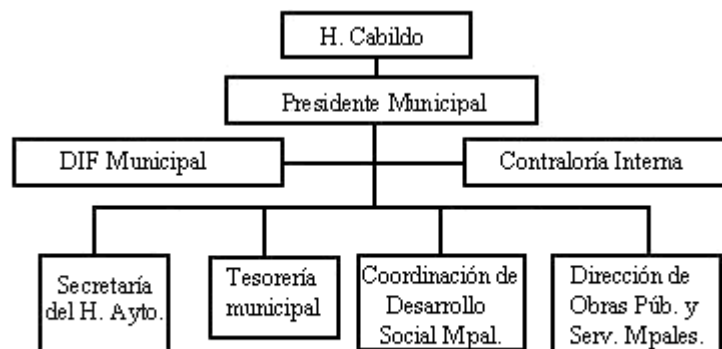 H. Cabildo
Presidente Municipal
DIF Municipal
Contraloría Interna
Secretaría
del H. Ayto.
Tesorería
municipal
Coordinación de
Desarrollo
Social Mpal.
Dirección de
Obras Púb. y
Serv. Mpales.